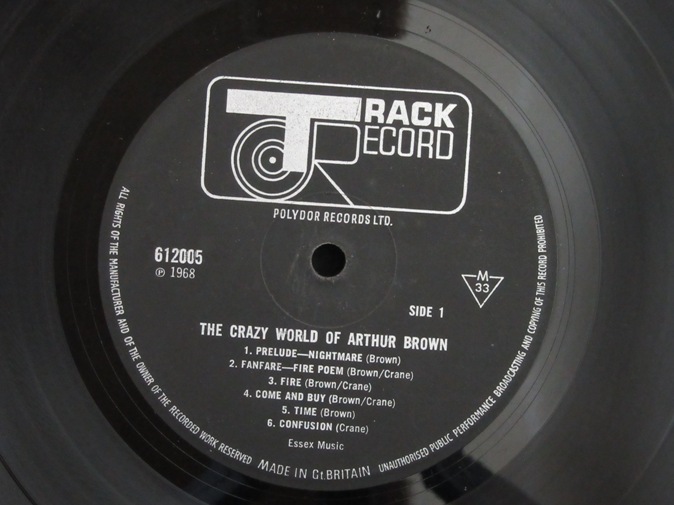 TRACK
RECORD
POLYDOR RECORDS LTD.
612005
℗ 1968
M
33
SIDE 1
THE CRAZY WORLD OF ARTHUR BROWN
1. PRELUDE—NIGHTMARE (Brown)
2. FANFARE—FIRE POEM (Brown/Crane)
3. FIRE (Brown/Crane)
4. COME AND BUY (Brown/Crane)
5. TIME (Brown)
6. CONFUSION (Crane)
Essex Music
ALL RIGHTS OF THE MANUFACTURER AND OF THE OWNER OF THE RECORDED WORK RESERVED
MADE IN Gt.BRITAIN
UNAUTHORISED PUBLIC PERFORMANCE BROADCASTING AND COPYING OF THIS RECORD PROHIBITED